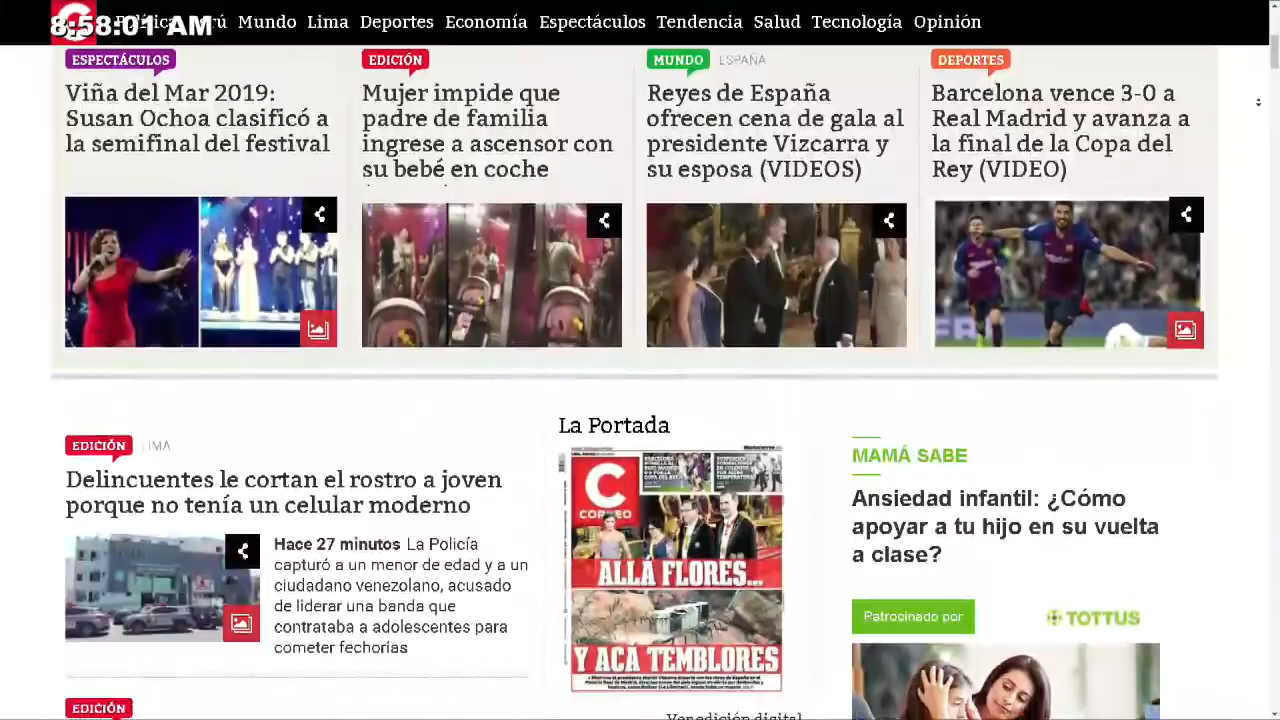 8:58:01 AM
Mundo Lima Deportes Economía Espectáculos Tendencia Salud Tecnología Opinión
ESPECTÁCULOS
Viña del Mar 2019:
Susan Ochoa clasificó a
la semifinal del festival
EDICIÓN
Mujer impide que
padre de familia
ingrese a ascensor con
su bebé en coche
MUNDO ESPAÑA
Reyes de España
ofrecen cena de gala al
presidente Vizcarra y
su esposa (VIDEOS)
DEPORTES
Barcelona vence 3-0 a
Real Madrid y avanza a
la final de la Copa del
Rey (VIDEO)
EDICIÓN LIMA
Delincuentes le cortan el rostro a joven
porque no tenía un celular moderno
Hace 27 minutos La Policía
capturó a un menor de edad y a un
ciudadano venezolano, acusado
de liderar una banda que
contrataba a adolescentes para
cometer fechorías
EDICIÓN
La Portada
CORREO
ALLÁ FLORES...
Y ACÁ TEMBLORES
Ver edición digital
MAMÁ SABE
Ansiedad infantil: ¿Cómo
apoyar a tu hijo en su vuelta
a clase?
Patrocinado por
TOTTUS